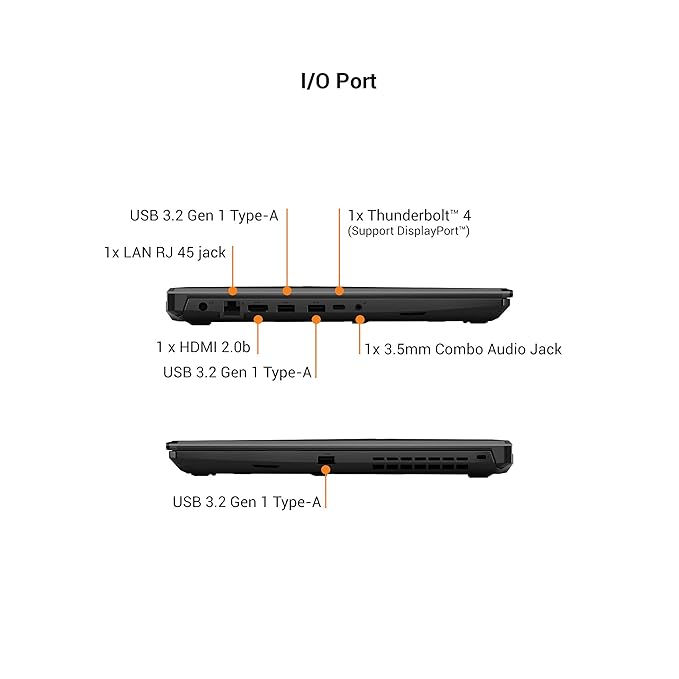 I/O Port
USB 3.2 Gen 1 Type-A
1x Thunderbolt™ 4
(Support DisplayPort™)
1x LAN RJ 45 jack
1 x HDMI 2.0b
1x 3.5mm Combo Audio Jack
USB 3.2 Gen 1 Type-A
USB 3.2 Gen 1 Type-A